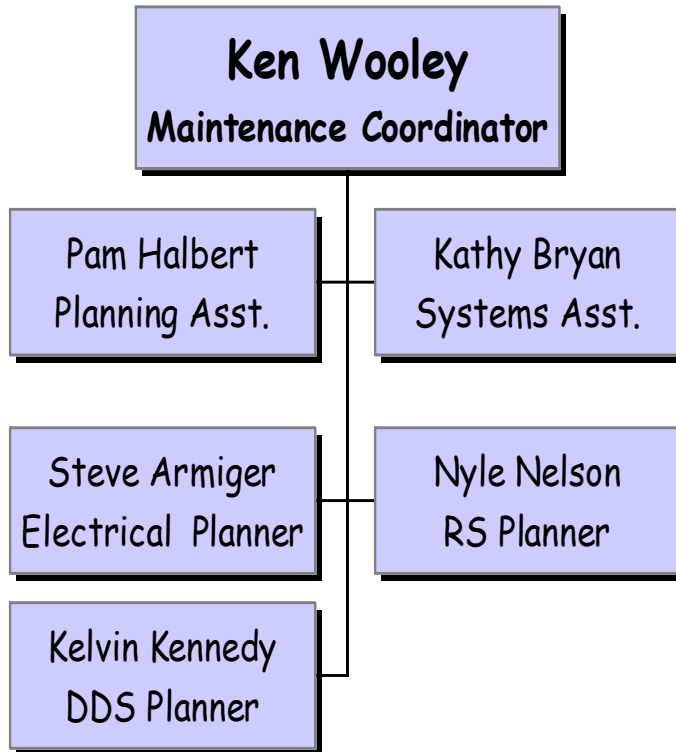 Ken Wooley
Maintenance Coordinator
Pam Halbert
Planning Asst.
Kathy Bryan
Systems Asst.
Steve Armiger
Electrical Planner
Nyle Nelson
RS Planner
Kelvin Kennedy
DDS Planner